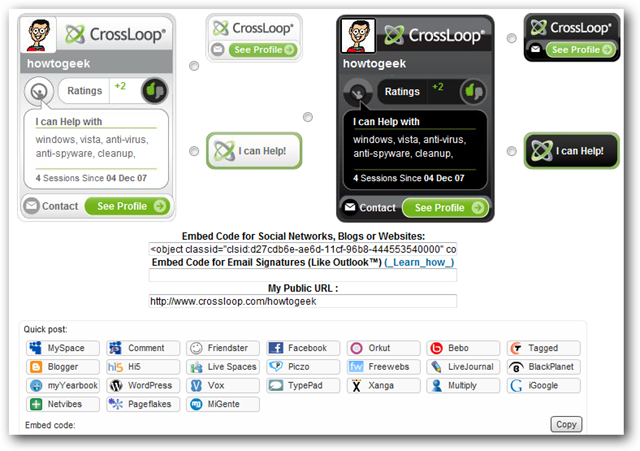 CrossLoop®
howtogeek
Ratings +2
I can Help with
windows, vista, anti-virus,
anti-spyware, cleanup,
4 Sessions Since 04 Dec 07
Contact See Profile
CrossLoop®
See Profile
I can Help!
CrossLoop®
howtogeek
Ratings +2
I can Help with
windows, vista, anti-virus,
anti-spyware, cleanup,
4 Sessions Since 04 Dec 07
Contact See Profile
CrossLoop®
See Profile
I can Help!
Embed Code for Social Networks, Blogs or Websites:
<object classid="clsid:d27cdb6e-ae6d-11cf-96b8-444553540000" co
Embed Code for Email Signatures (Like Outlook™) (_Learn_how_)
My Public URL :
http://www.crossloop.com/howtogeek
Quick post:
MySpace Comment Friendster Facebook Orkut Bebo Tagged
Blogger hi5 Hi5 Live Spaces Piczo fw Freewebs LiveJournal BlackPlanet
myYearbook WordPress Vox TypePad Xanga Multiply G iGoogle
Netvibes Pageflakes MiGente
Embed code: Copy